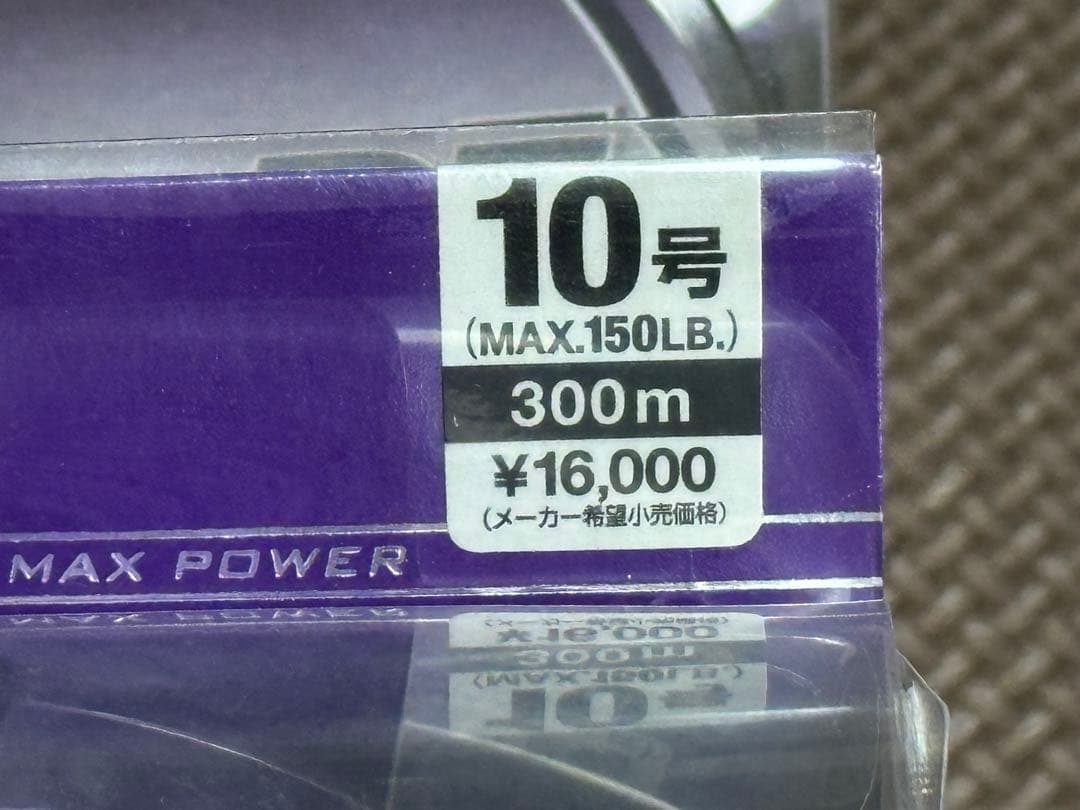 10号
(MAX.150LB.)
300m
¥16,000
(メーカー希望小売価格)
MAX POWER